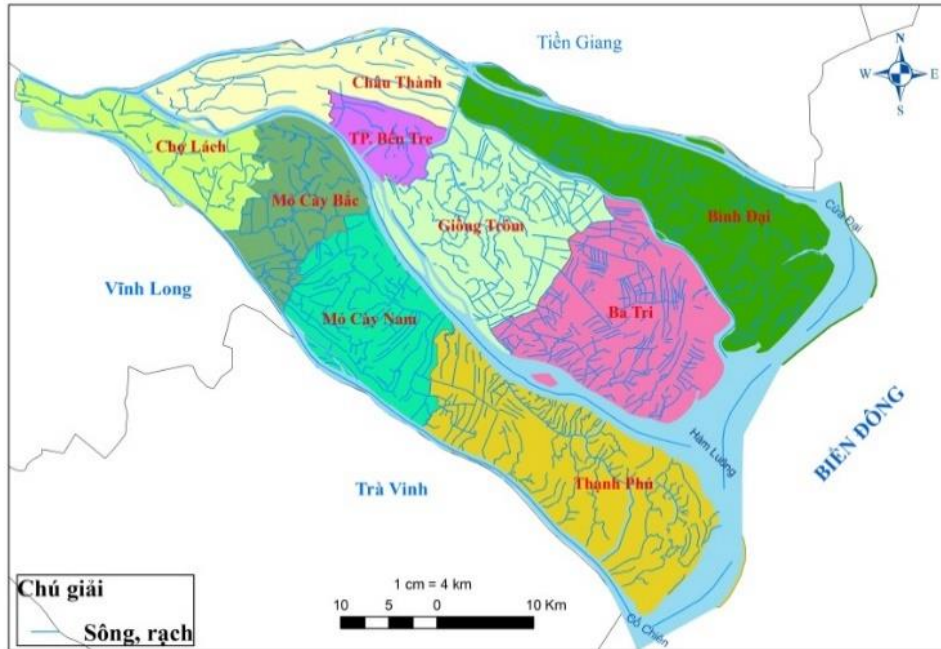 Tiền Giang
N
W E
S
Châu Thành
TP. Bến Tre
Chợ Lách
Mỏ Cày Bắc
Giồng Trôm
Bình Đại
Cửa Đại
Vĩnh Long
Mỏ Cày Nam
Ba Tri
BIỂN ĐÔNG
Hàm Luông
Trà Vinh
Thạnh Phú
Cổ Chiên
Chú giải
Sông, rạch
1 cm = 4 km
10 5 0 10 Km